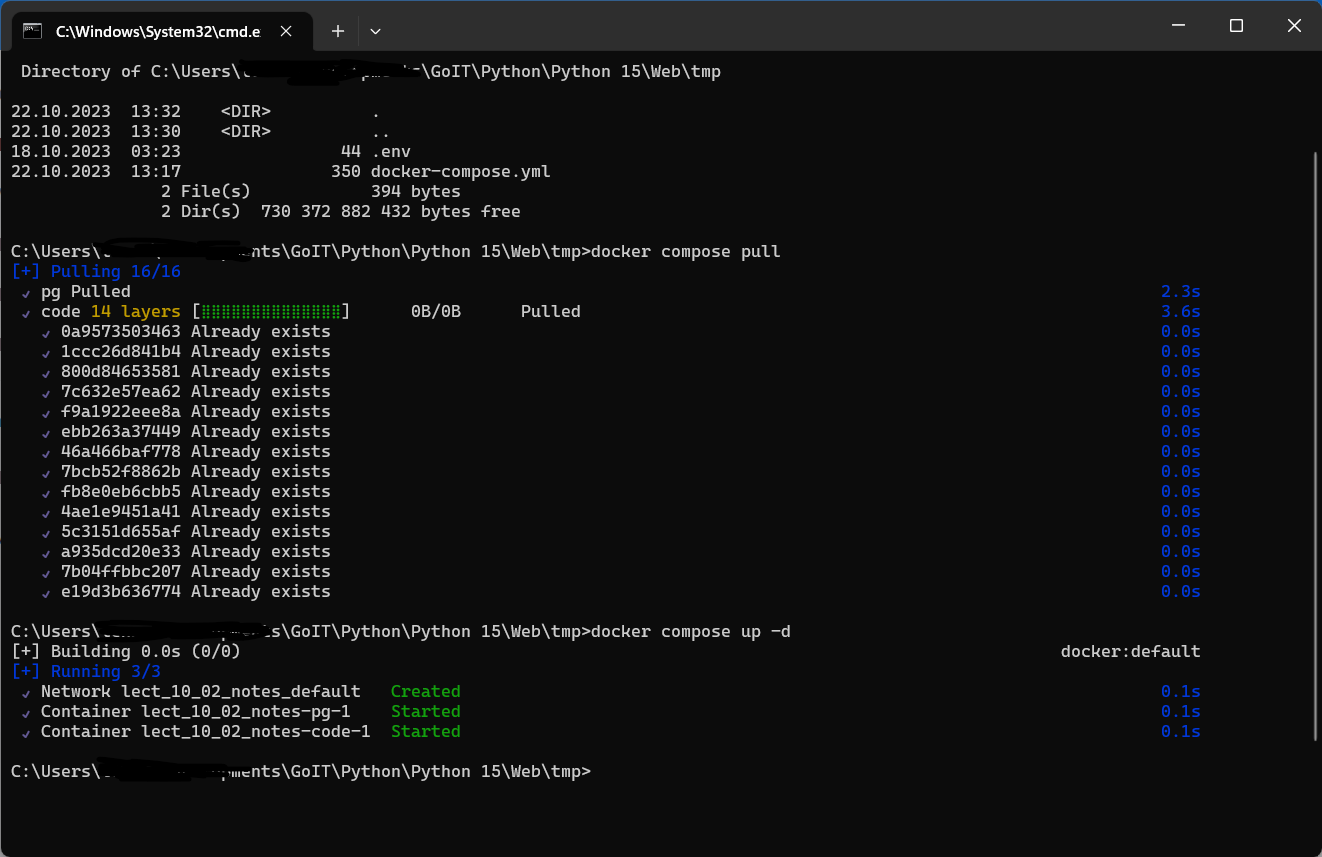 C:\Windows\System32\cmd.e
Directory of C:\Users\ \GoIT\Python\Python 15\Web\tmp
22.10.2023 13:32 <DIR> .
22.10.2023 13:30 <DIR> ..
18.10.2023 03:23 44 .env
22.10.2023 13:17 350 docker-compose.yml
2 File(s) 394 bytes
2 Dir(s) 730 372 882 432 bytes free
C:\Users\ nts\GoIT\Python\Python 15\Web\tmp>docker compose pull
[+] Pulling 16/16
✓ pg Pulled 2.3s
✓ code 14 layers [⣿⣿⣿⣿⣿⣿⣿⣿⣿⣿⣿⣿⣿⣿] 0B/0B Pulled 3.6s
✓ 0a9573503463 Already exists 0.0s
✓ 1ccc26d841b4 Already exists 0.0s
✓ 800d84653581 Already exists 0.0s
✓ 7c632e57ea62 Already exists 0.0s
✓ f9a1922eee8a Already exists 0.0s
✓ ebb263a37449 Already exists 0.0s
✓ 46a466baf778 Already exists 0.0s
✓ 7bcb52f8862b Already exists 0.0s
✓ fb8e0eb6cbb5 Already exists 0.0s
✓ 4ae1e9451a41 Already exists 0.0s
✓ 5c3151d655af Already exists 0.0s
✓ a935dcd20e33 Already exists 0.0s
✓ 7b04ffbbc207 Already exists 0.0s
✓ e19d3b636774 Already exists 0.0s
C:\Users\ \GoIT\Python\Python 15\Web\tmp>docker compose up -d
[+] Building 0.0s (0/0) docker:default
[+] Running 3/3
✓ Network lect_10_02_notes_default Created 0.1s
✓ Container lect_10_02_notes-pg-1 Started 0.1s
✓ Container lect_10_02_notes-code-1 Started 0.1s
C:\Users\ ments\GoIT\Python\Python 15\Web\tmp>